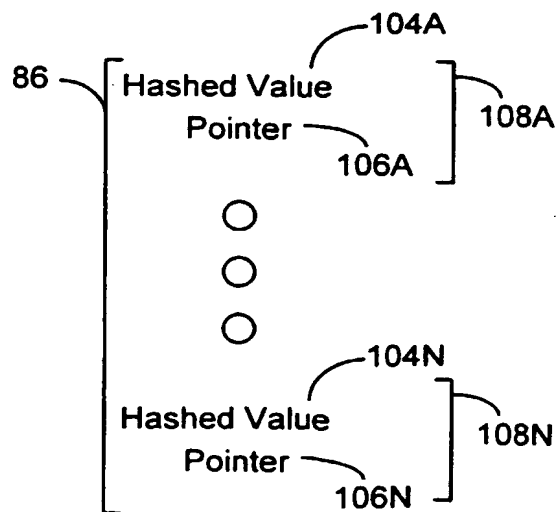 104A
86
Hashed Value
108A
Pointer
106A
104N
Hashed Value
108N
Pointer
106N